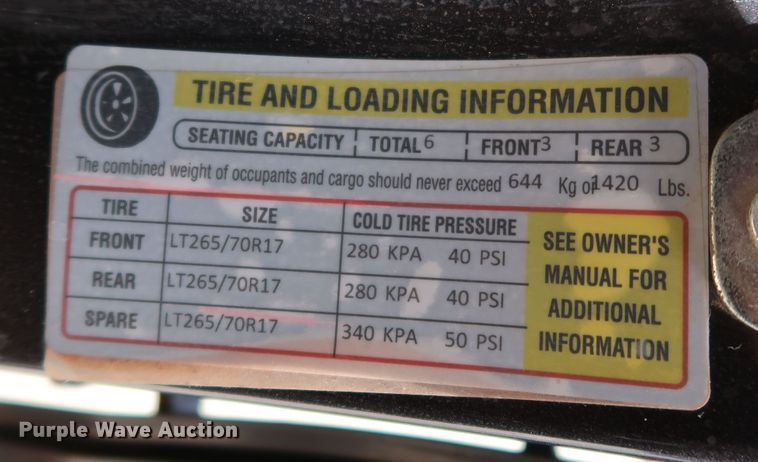 TIRE AND LOADING INFORMATION
SEATING CAPACITY TOTAL 6 FRONT 3 REAR 3
The combined weight of occupants and cargo should never exceed 644 Kg or 1420 Lbs.
TIRE SIZE COLD TIRE PRESSURE
FRONT LT265/70R17 280 KPA 40 PSI
REAR LT265/70R17 280 KPA 40 PSI
SPARE LT265/70R17 340 KPA 50 PSI
SEE OWNER'S
MANUAL FOR
ADDITIONAL
INFORMATION
Purple Wave Auction